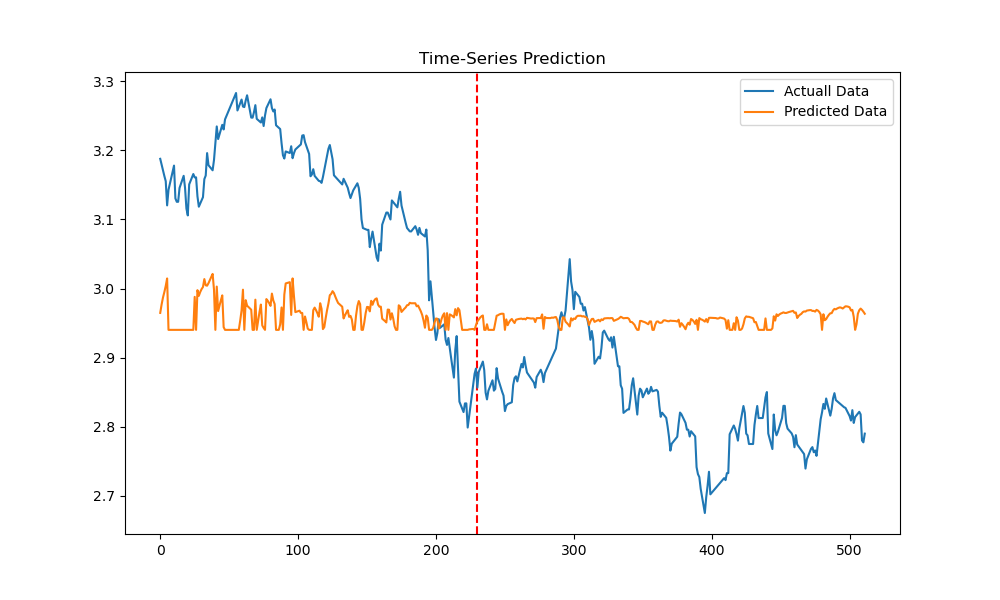 Time-Series Prediction
3.3
3.2
3.1
3.0
2.9
2.8
2.7
0 100 200 300 400 500
Actuall Data
Predicted Data